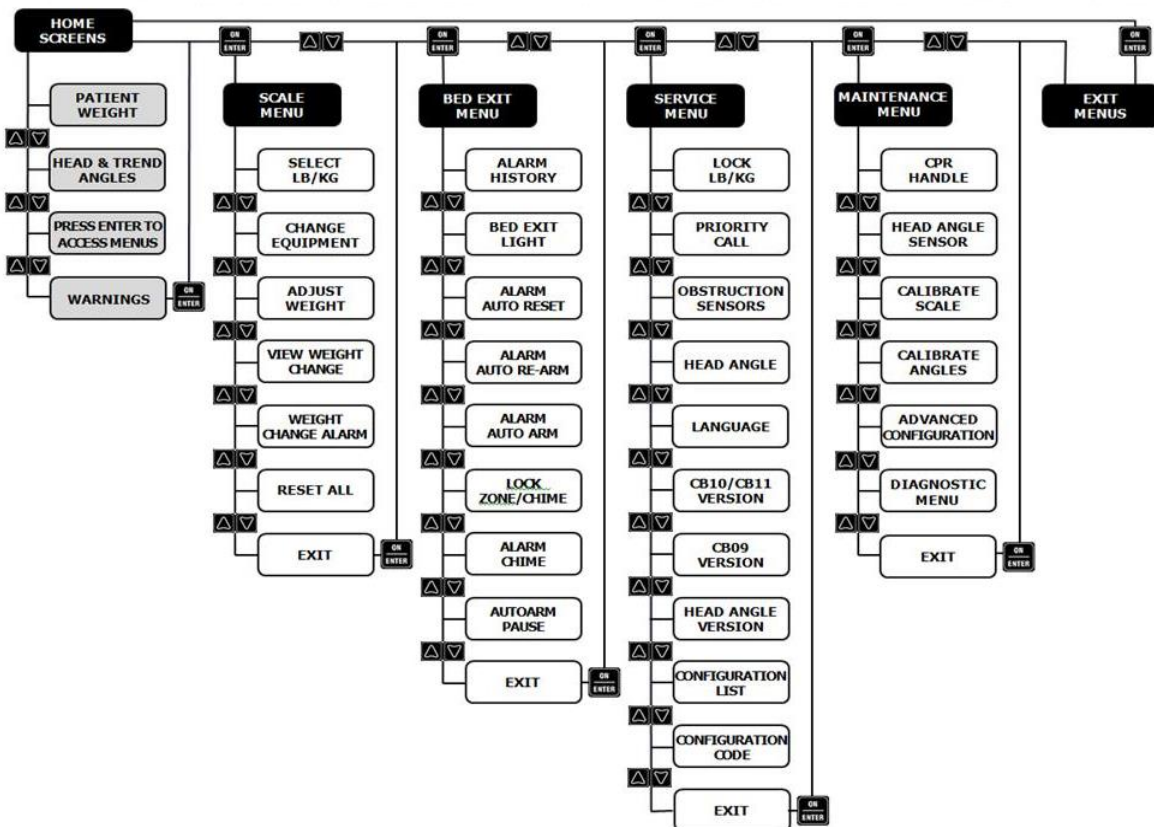 HOME
SCREENS
ON
ENTER
ON
ENTER
ON
ENTER
ON
ENTER
ON
ENTER
PATIENT
WEIGHT
HEAD & TREND
ANGLES
PRESS ENTER TO
ACCESS MENUS
WARNINGS
ON
ENTER
SCALE
MENU
SELECT
LB/KG
CHANGE
EQUIPMENT
ADJUST
WEIGHT
VIEW WEIGHT
CHANGE
WEIGHT
CHANGE ALARM
RESET ALL
EXIT
ON
ENTER
BED EXIT
MENU
ALARM
HISTORY
BED EXIT
LIGHT
ALARM
AUTO RESET
ALARM
AUTO RE-ARM
ALARM
AUTO ARM
LOCK
ZONE/CHIME
ALARM
CHIME
AUTOARM
PAUSE
EXIT
ON
ENTER
SERVICE
MENU
LOCK
LB/KG
PRIORITY
CALL
OBSTRUCTION
SENSORS
HEAD ANGLE
LANGUAGE
CB10/CB11
VERSION
CB09
VERSION
HEAD ANGLE
VERSION
CONFIGURATION
LIST
CONFIGURATION
CODE
EXIT
ON
ENTER
MAINTENANCE
MENU
CPR
HANDLE
HEAD ANGLE
SENSOR
CALIBRATE
SCALE
CALIBRATE
ANGLES
ADVANCED
CONFIGURATION
DIAGNOSTIC
MENU
EXIT
ON
ENTER
EXIT
MENUS